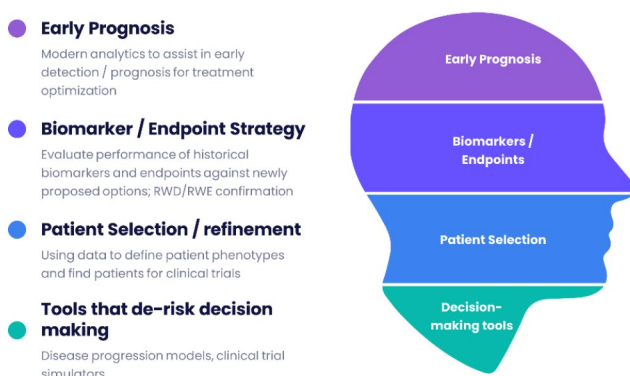 Early Prognosis
Modern analytics to assist in early
detection / prognosis for treatment
optimization
Biomarker / Endpoint Strategy
Evaluate performance of historical
biomarkers and endpoints against newly
proposed options; RWD/RWE confirmation
Patient Selection / refinement
Using data to define patient phenotypes
and find patients for clinical trials
Tools that de-risk decision
making
Disease progression models, clinical trial
simulators
Early Prognosis
Biomarkers /
Endpoints
Patient Selection
Decision-
making tools